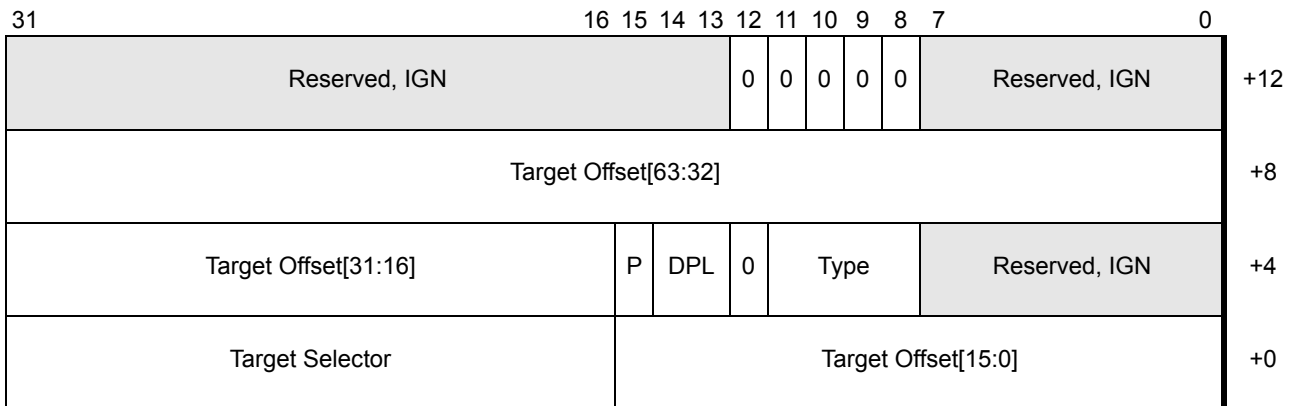 31 16 15 14 13 12 11 10 9 8 7 0
Reserved, IGN 0 0 0 0 0 Reserved, IGN +12
Target Offset[63:32] +8
Target Offset[31:16] P DPL 0 Type Reserved, IGN +4
Target Selector Target Offset[15:0] +0